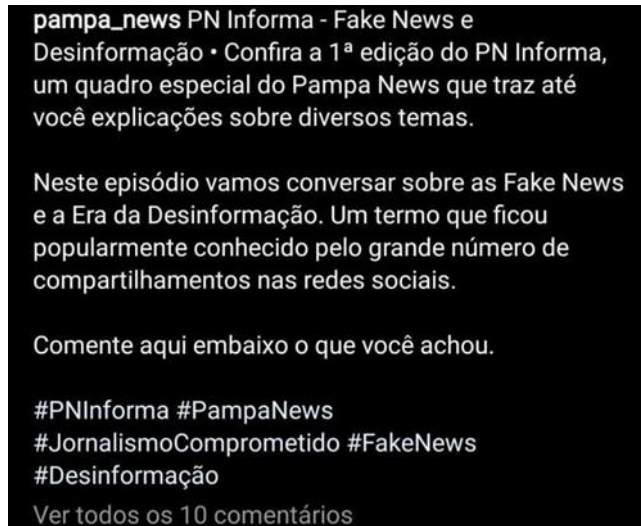 pampa_news PN Informa - Fake News e
Desinformação • Confira a 1ª edição do PN Informa,
um quadro especial do Pampa News que traz até
você explicações sobre diversos temas.
Neste episódio vamos conversar sobre as Fake News
e a Era da Desinformação. Um termo que ficou
popularmente conhecido pelo grande número de
compartilhamentos nas redes sociais.
Comente aqui embaixo o que você achou.
#PNInforma #PampaNews
#JornalismoComprometido #FakeNews
#Desinformação
Ver todos os 10 comentários